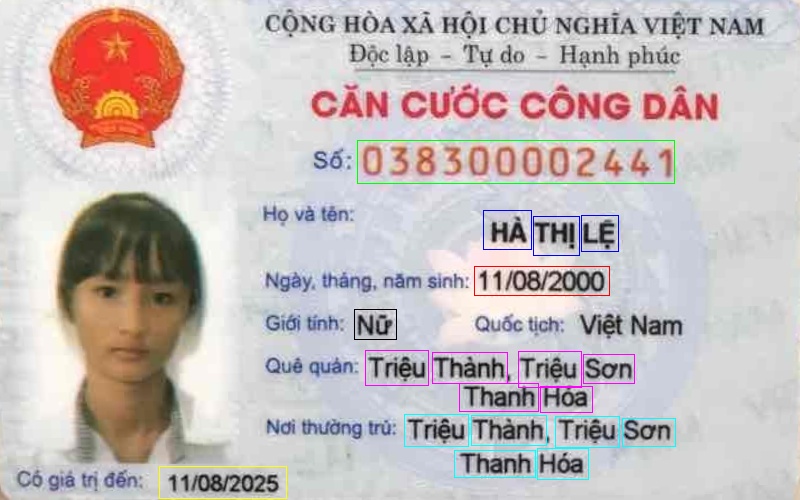 CỘNG HÒA XÃ HỘI CHỦ NGHĨA VIỆT NAM
Độc lập - Tự do - Hạnh phúc
CĂN CƯỚC CÔNG DÂN
Số: 038300002441
Họ và tên:
HÀ THỊ LỆ
Ngày, tháng, năm sinh: 11/08/2000
Giới tính: Nữ Quốc tịch: Việt Nam
Quê quán: Triệu Thành, Triệu Sơn
Thanh Hóa
Nơi thường trú: Triệu Thành, Triệu Sơn
Thanh Hóa
Có giá trị đến: 11/08/2025